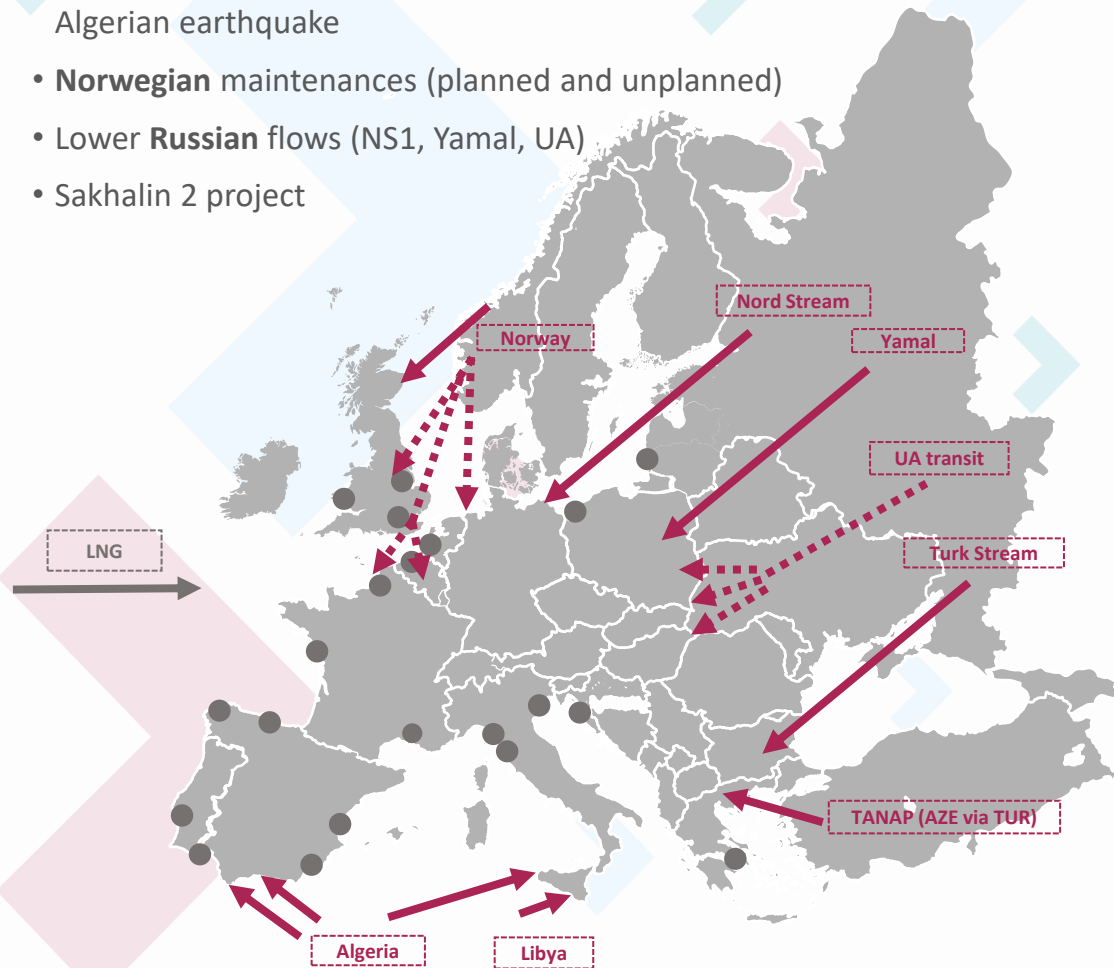 Algerian earthquake
• Norwegian maintenances (planned and unplanned)
• Lower Russian flows (NS1, Yamal, UA)
• Sakhalin 2 project
Nord Stream
Norway
Yamal
UA transit
LNG
Turk Stream
TANAP (AZE via TUR)
Algeria
Libya